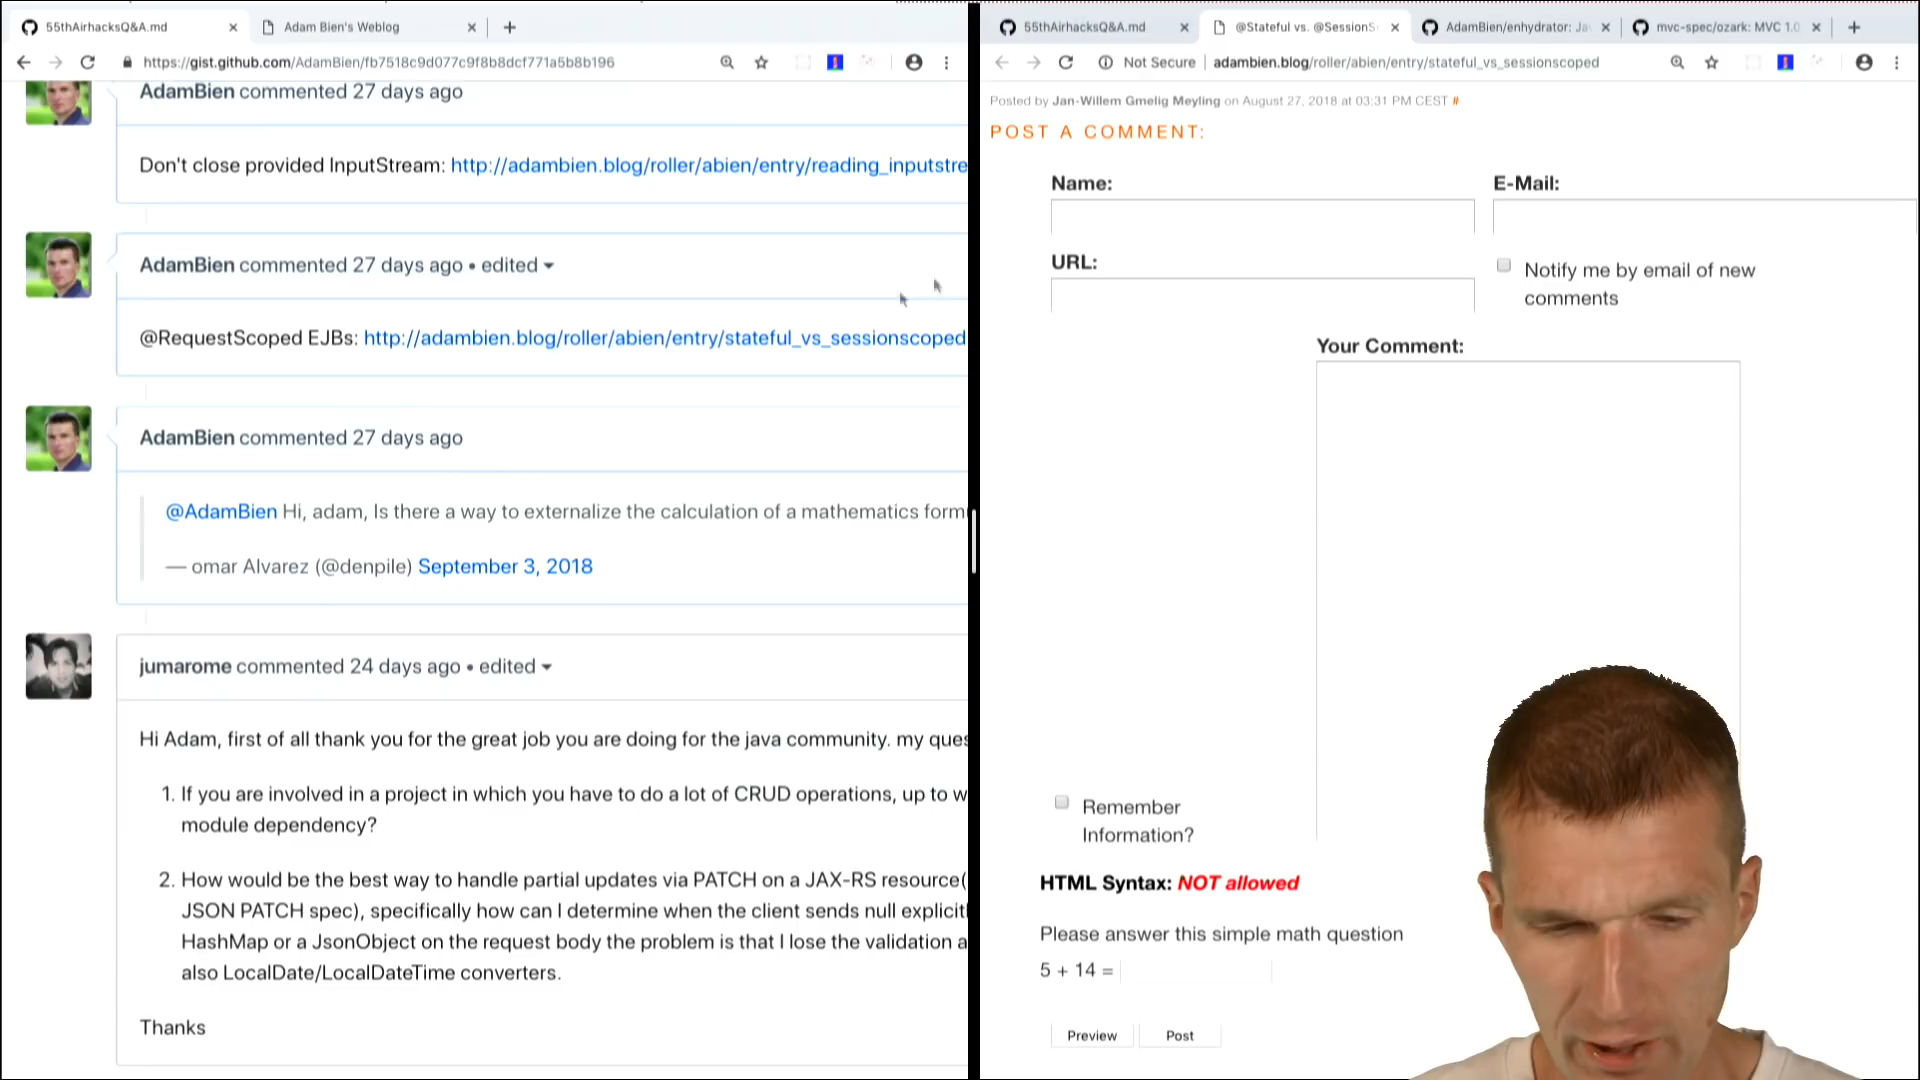 55thAirhacksQ&A.md
Adam Bien's Weblog
https://gist.github.com/AdamBien/fb7518c9d077c9f8b8dcf771a5b8b196
AdamBien commented 27 days ago
Don't close provided InputStream: http://adambien.blog/roller/abien/entry/reading_inputstre
AdamBien commented 27 days ago • edited
@RequestScoped EJBs: http://adambien.blog/roller/abien/entry/stateful_vs_sessionscoped
AdamBien commented 27 days ago
@AdamBien Hi, adam, Is there a way to externalize the calculation of a mathematics form
— omar Alvarez (@denpile) September 3, 2018
jumarome commented 24 days ago • edited
Hi Adam, first of all thank you for the great job you are doing for the java community. my ques
1. If you are involved in a project in which you have to do a lot of CRUD operations, up to w
module dependency?
2. How would be the best way to handle partial updates via PATCH on a JAX-RS resource(
JSON PATCH spec), specifically how can I determine when the client sends null explicitl
HashMap or a JsonObject on the request body the problem is that I lose the validation a
also LocalDate/LocalDateTime converters.
Thanks
55thAirhacksQ&A.md
@Stateful vs. @SessionS
AdamBien/enhydrator: Ja
mvc-spec/ozark: MVC 1.0
Not Secure adambien.blog/roller/abien/entry/stateful_vs_sessionscoped
Posted by Jan-Willem Gmelig Meyling on August 27, 2018 at 03:31 PM CEST #
POST A COMMENT:
Name:
E-Mail:
URL:
Notify me by email of new
comments
Your Comment:
Remember
Information?
HTML Syntax: NOT allowed
Please answer this simple math question
5 + 14 =
Preview
Post